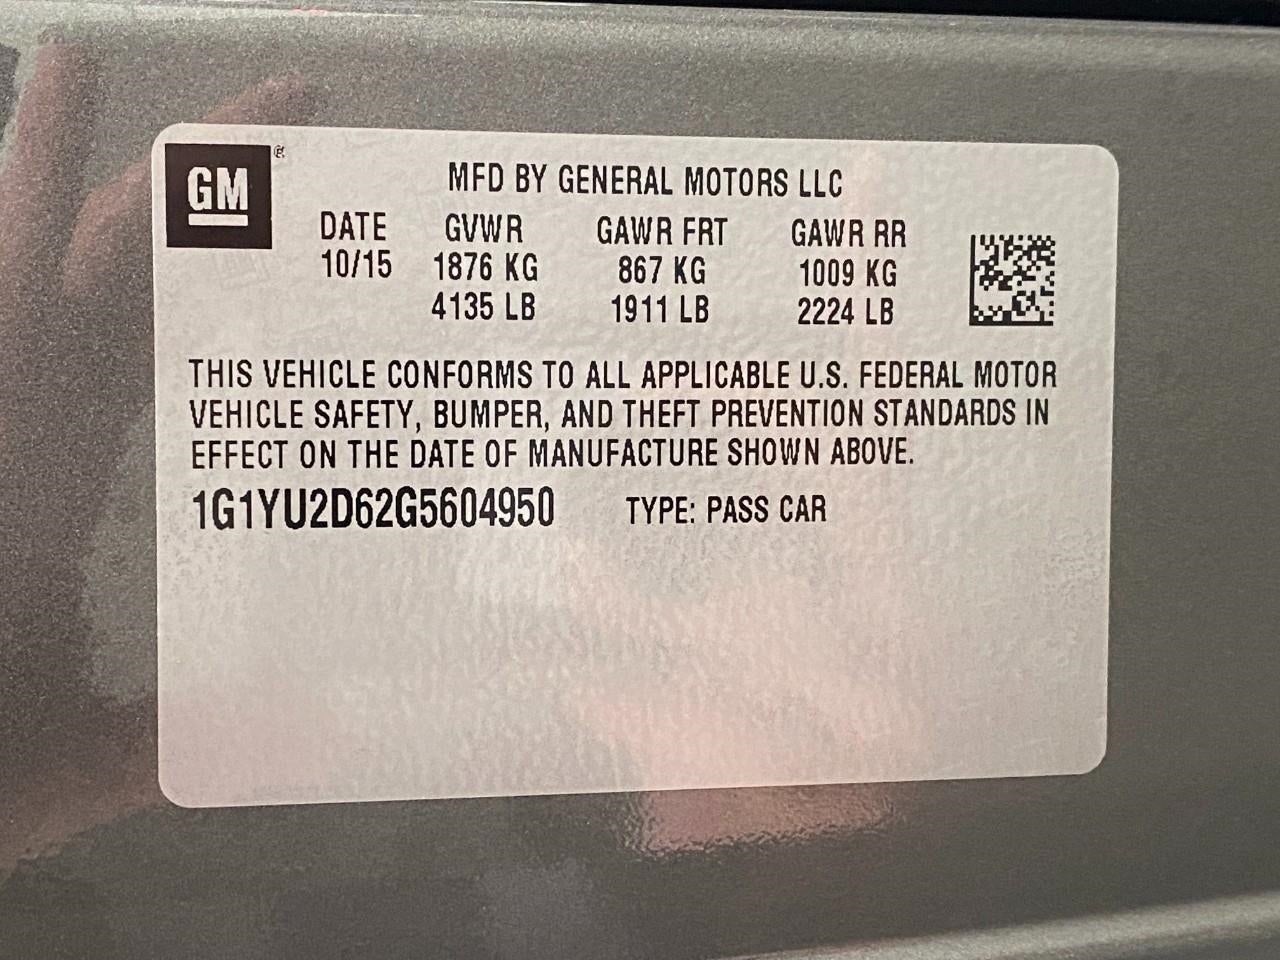 GM ®
MFD BY GENERAL MOTORS LLC
DATE GVWR GAWR FRT GAWR RR
10/15 1876 KG 867 KG 1009 KG
4135 LB 1911 LB 2224 LB
THIS VEHICLE CONFORMS TO ALL APPLICABLE U.S. FEDERAL MOTOR
VEHICLE SAFETY, BUMPER, AND THEFT PREVENTION STANDARDS IN
EFFECT ON THE DATE OF MANUFACTURE SHOWN ABOVE.
1G1YU2D62G5604950 TYPE: PASS CAR